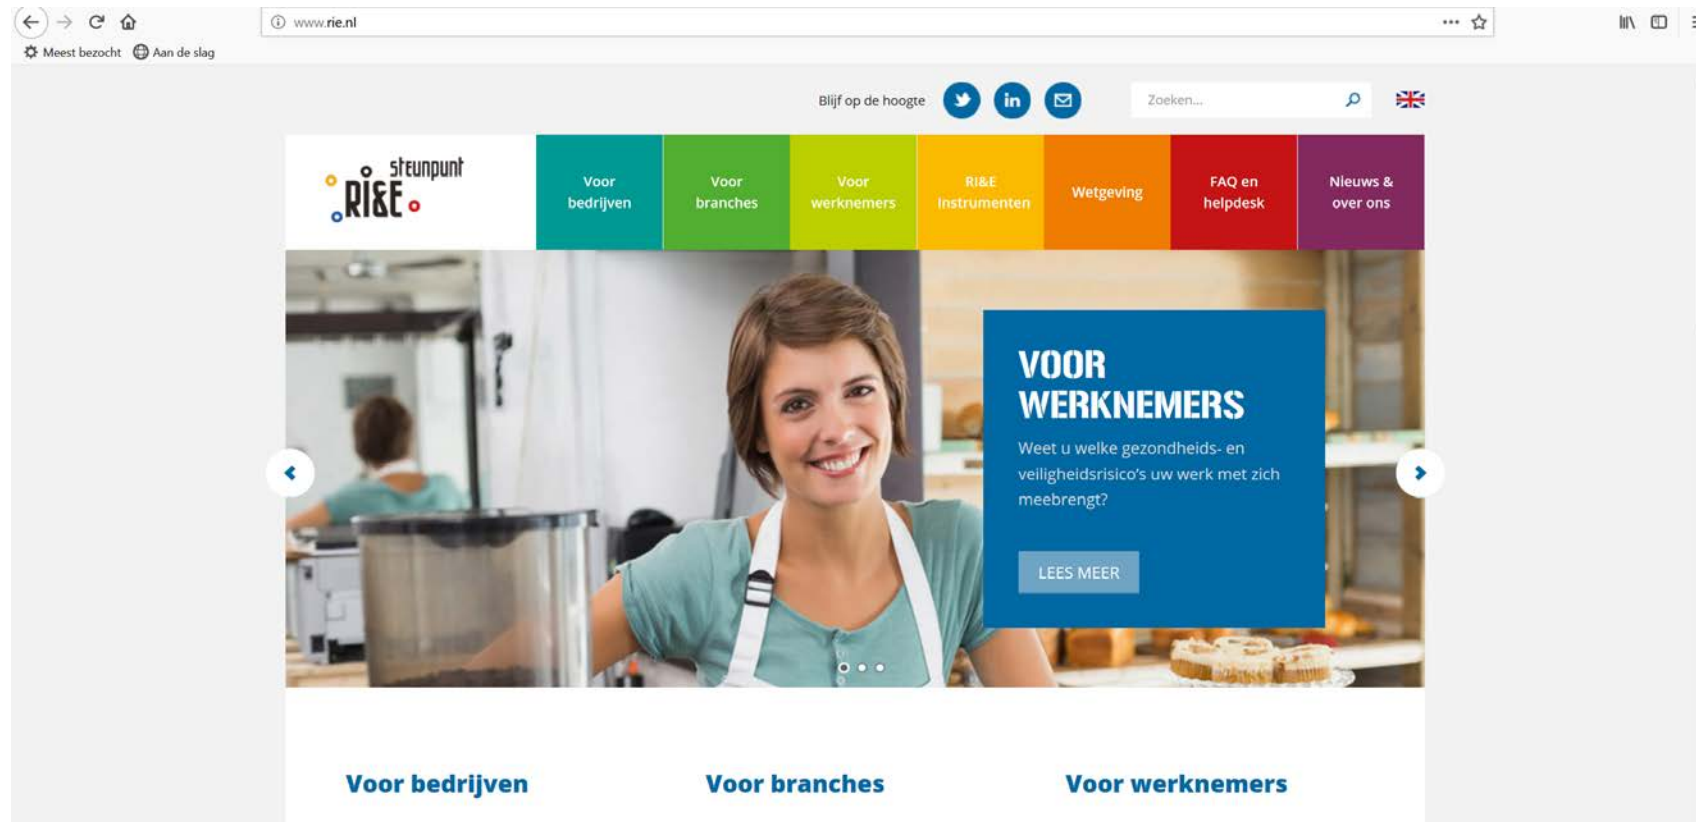 www.rie.nl
Meest bezocht Aan de slag
Blijf op de hoogte
in
Zoeken...
steunpunt
RI&E
Voor
bedrijven
Voor
branches
Voor
werknemers
RI&E
instrumenten
Wetgeving
FAQ en
helpdesk
Nieuws &
over ons
VOOR
WERKNEMERS
Weet u welke gezondheids- en
veiligheidsrisico's uw werk met zich
meebrengt?
LEES MEER
Voor bedrijven
Voor branches
Voor werknemers